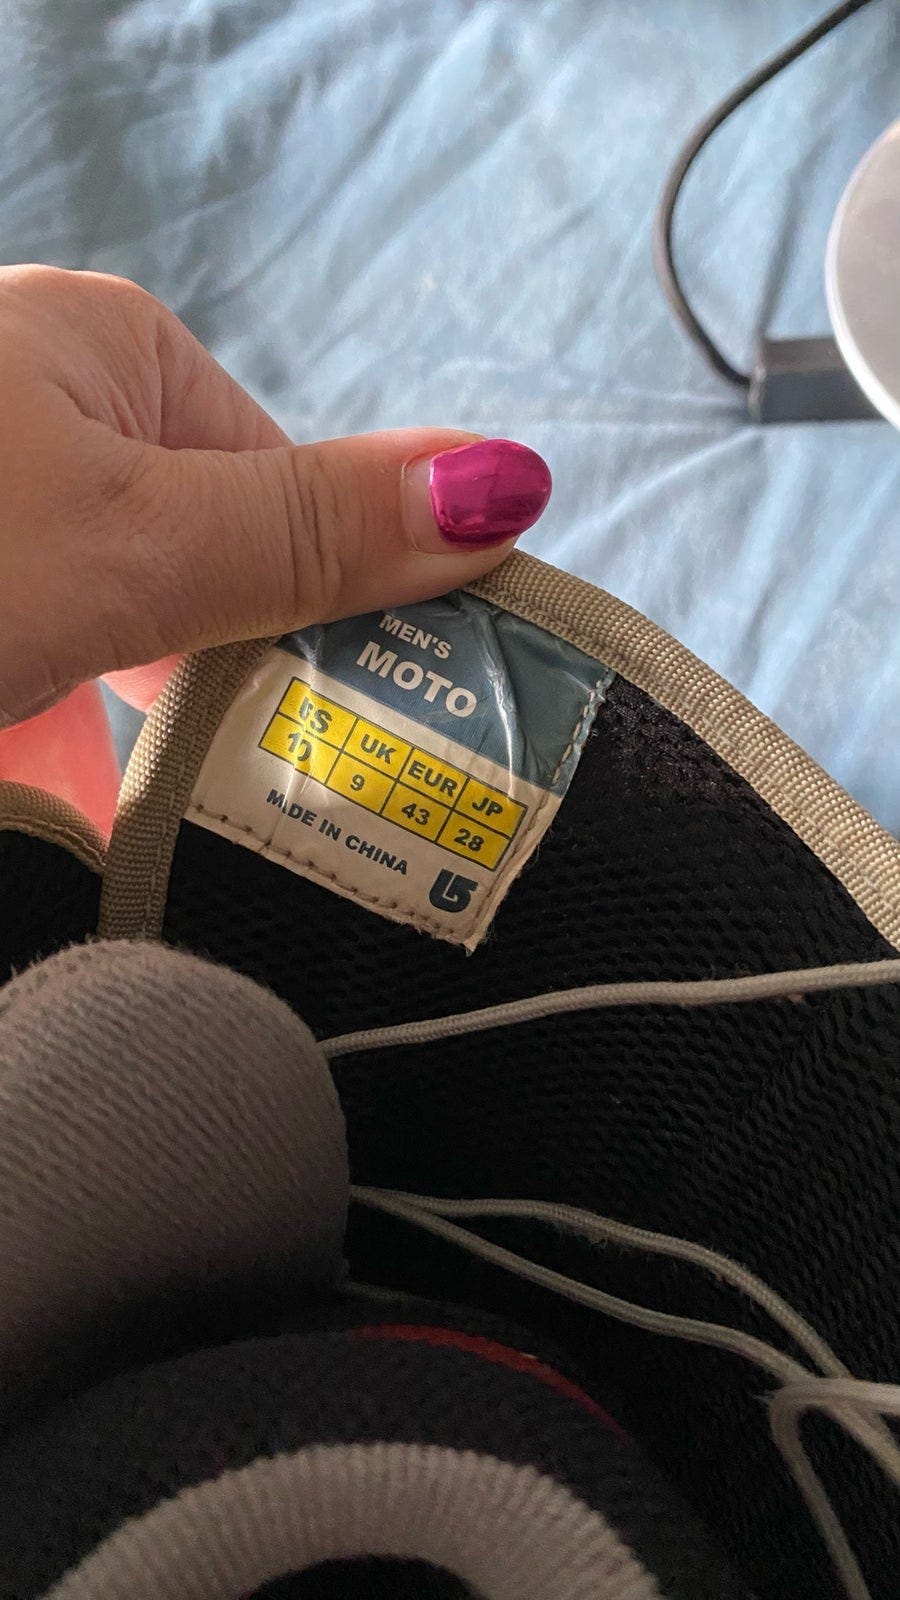 MEN'S
MOTO
US UK EUR JP
10 9 43 28
MADE IN CHINA